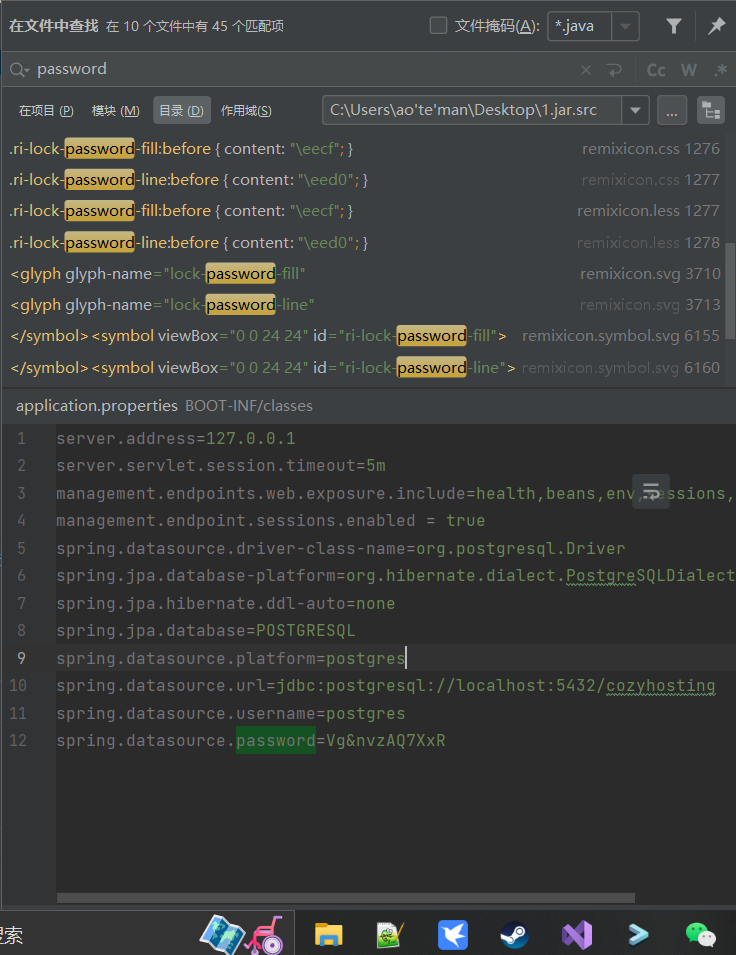 在文件中查找 在 10 个文件中有 45 个匹配项 文件掩码(A): *.java
password Cc W .*
在项目 (P) 模块 (M) 目录 (D) 作用域(S) C:\Users\ao'te'man\Desktop\1.jar.src ...
.ri-lock-password-fill:before { content: "\eecf"; } remixicon.css 1276
.ri-lock-password-line:before { content: "\eed0"; } remixicon.css 1277
.ri-lock-password-fill:before { content: "\eecf"; } remixicon.less 1277
.ri-lock-password-line:before { content: "\eed0"; } remixicon.less 1278
<glyph glyph-name="lock-password-fill" remixicon.svg 3710
<glyph glyph-name="lock-password-line" remixicon.svg 3713
</symbol><symbol viewBox="0 0 24 24" id="ri-lock-password-fill"> remixicon.symbol.svg 6155
</symbol><symbol viewBox="0 0 24 24" id="ri-lock-password-line"> remixicon.symbol.svg 6160
application.properties BOOT-INF/classes
1 server.address=127.0.0.1
2 server.servlet.session.timeout=5m
3 management.endpoints.web.exposure.include=health,beans,env,sessions,
4 management.endpoint.sessions.enabled = true
5 spring.datasource.driver-class-name=org.postgresql.Driver
6 spring.jpa.database-platform=org.hibernate.dialect.PostgreSQLDialect
7 spring.jpa.hibernate.ddl-auto=none
8 spring.jpa.database=POSTGRESQL
9 spring.datasource.platform=postgres
10 spring.datasource.url=jdbc:postgresql://localhost:5432/cozyhosting
11 spring.datasource.username=postgres
12 spring.datasource.password=Vg&nvzAQ7XxR
搜索